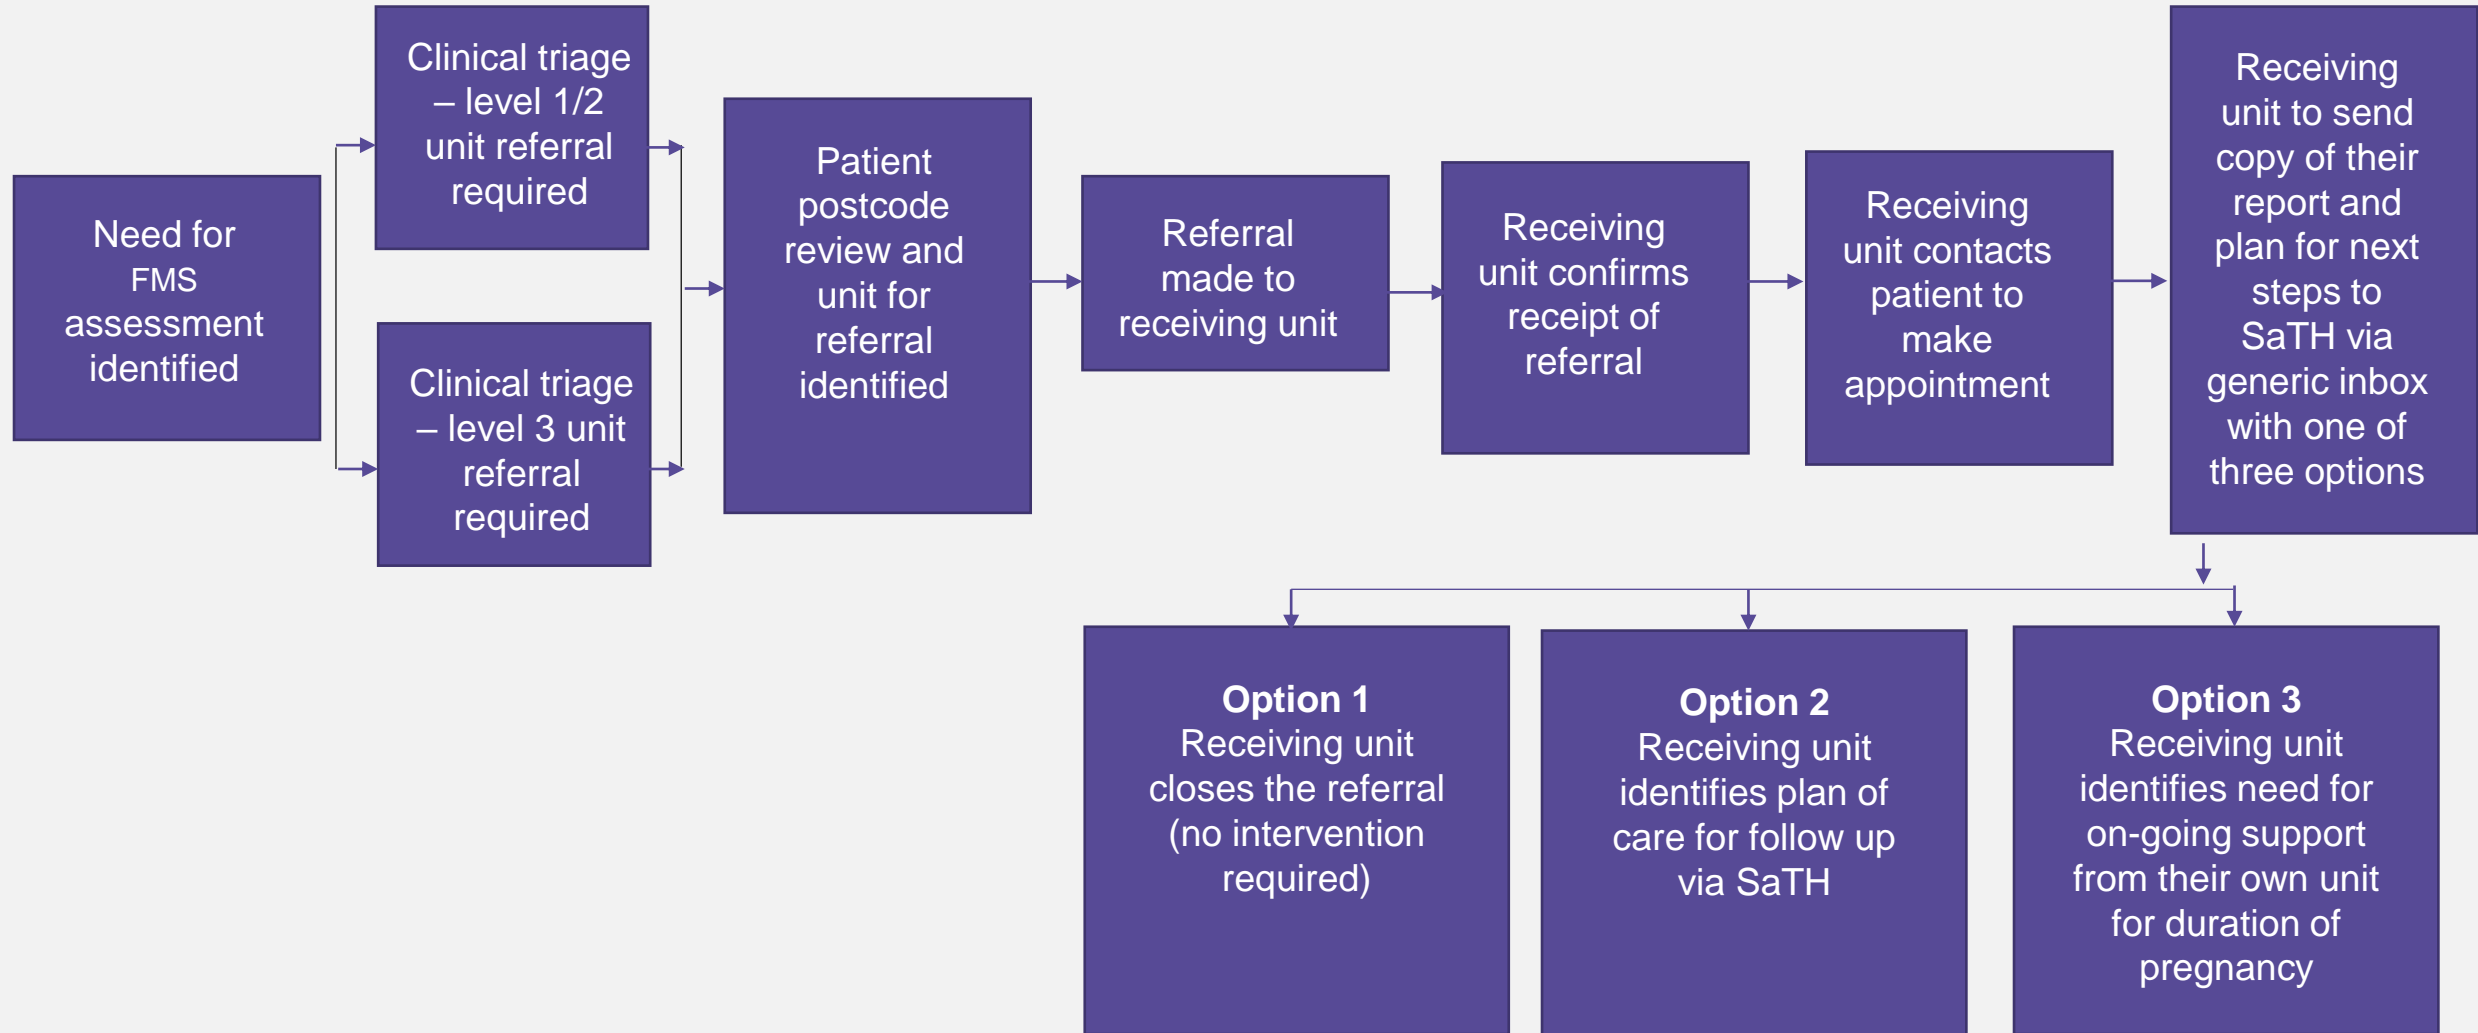 Need for
FMS
assessment
identified
Clinical triage
– level 1/2
unit referral
required
Clinical triage
– level 3 unit
referral
required
Patient
postcode
review and
unit for
referral
identified
Referral
made to
receiving unit
Receiving
unit confirms
receipt of
referral
Receiving
unit contacts
patient to
make
appointment
Receiving
unit to send
copy of their
report and
plan for next
steps to
SaTH via
generic inbox
with one of
three options
Option 1
Receiving unit
closes the referral
(no intervention
required)
Option 2
Receiving unit
identifies plan of
care for follow up
via SaTH
Option 3
Receiving unit
identifies need for
on-going support
from their own unit
for duration of
pregnancy